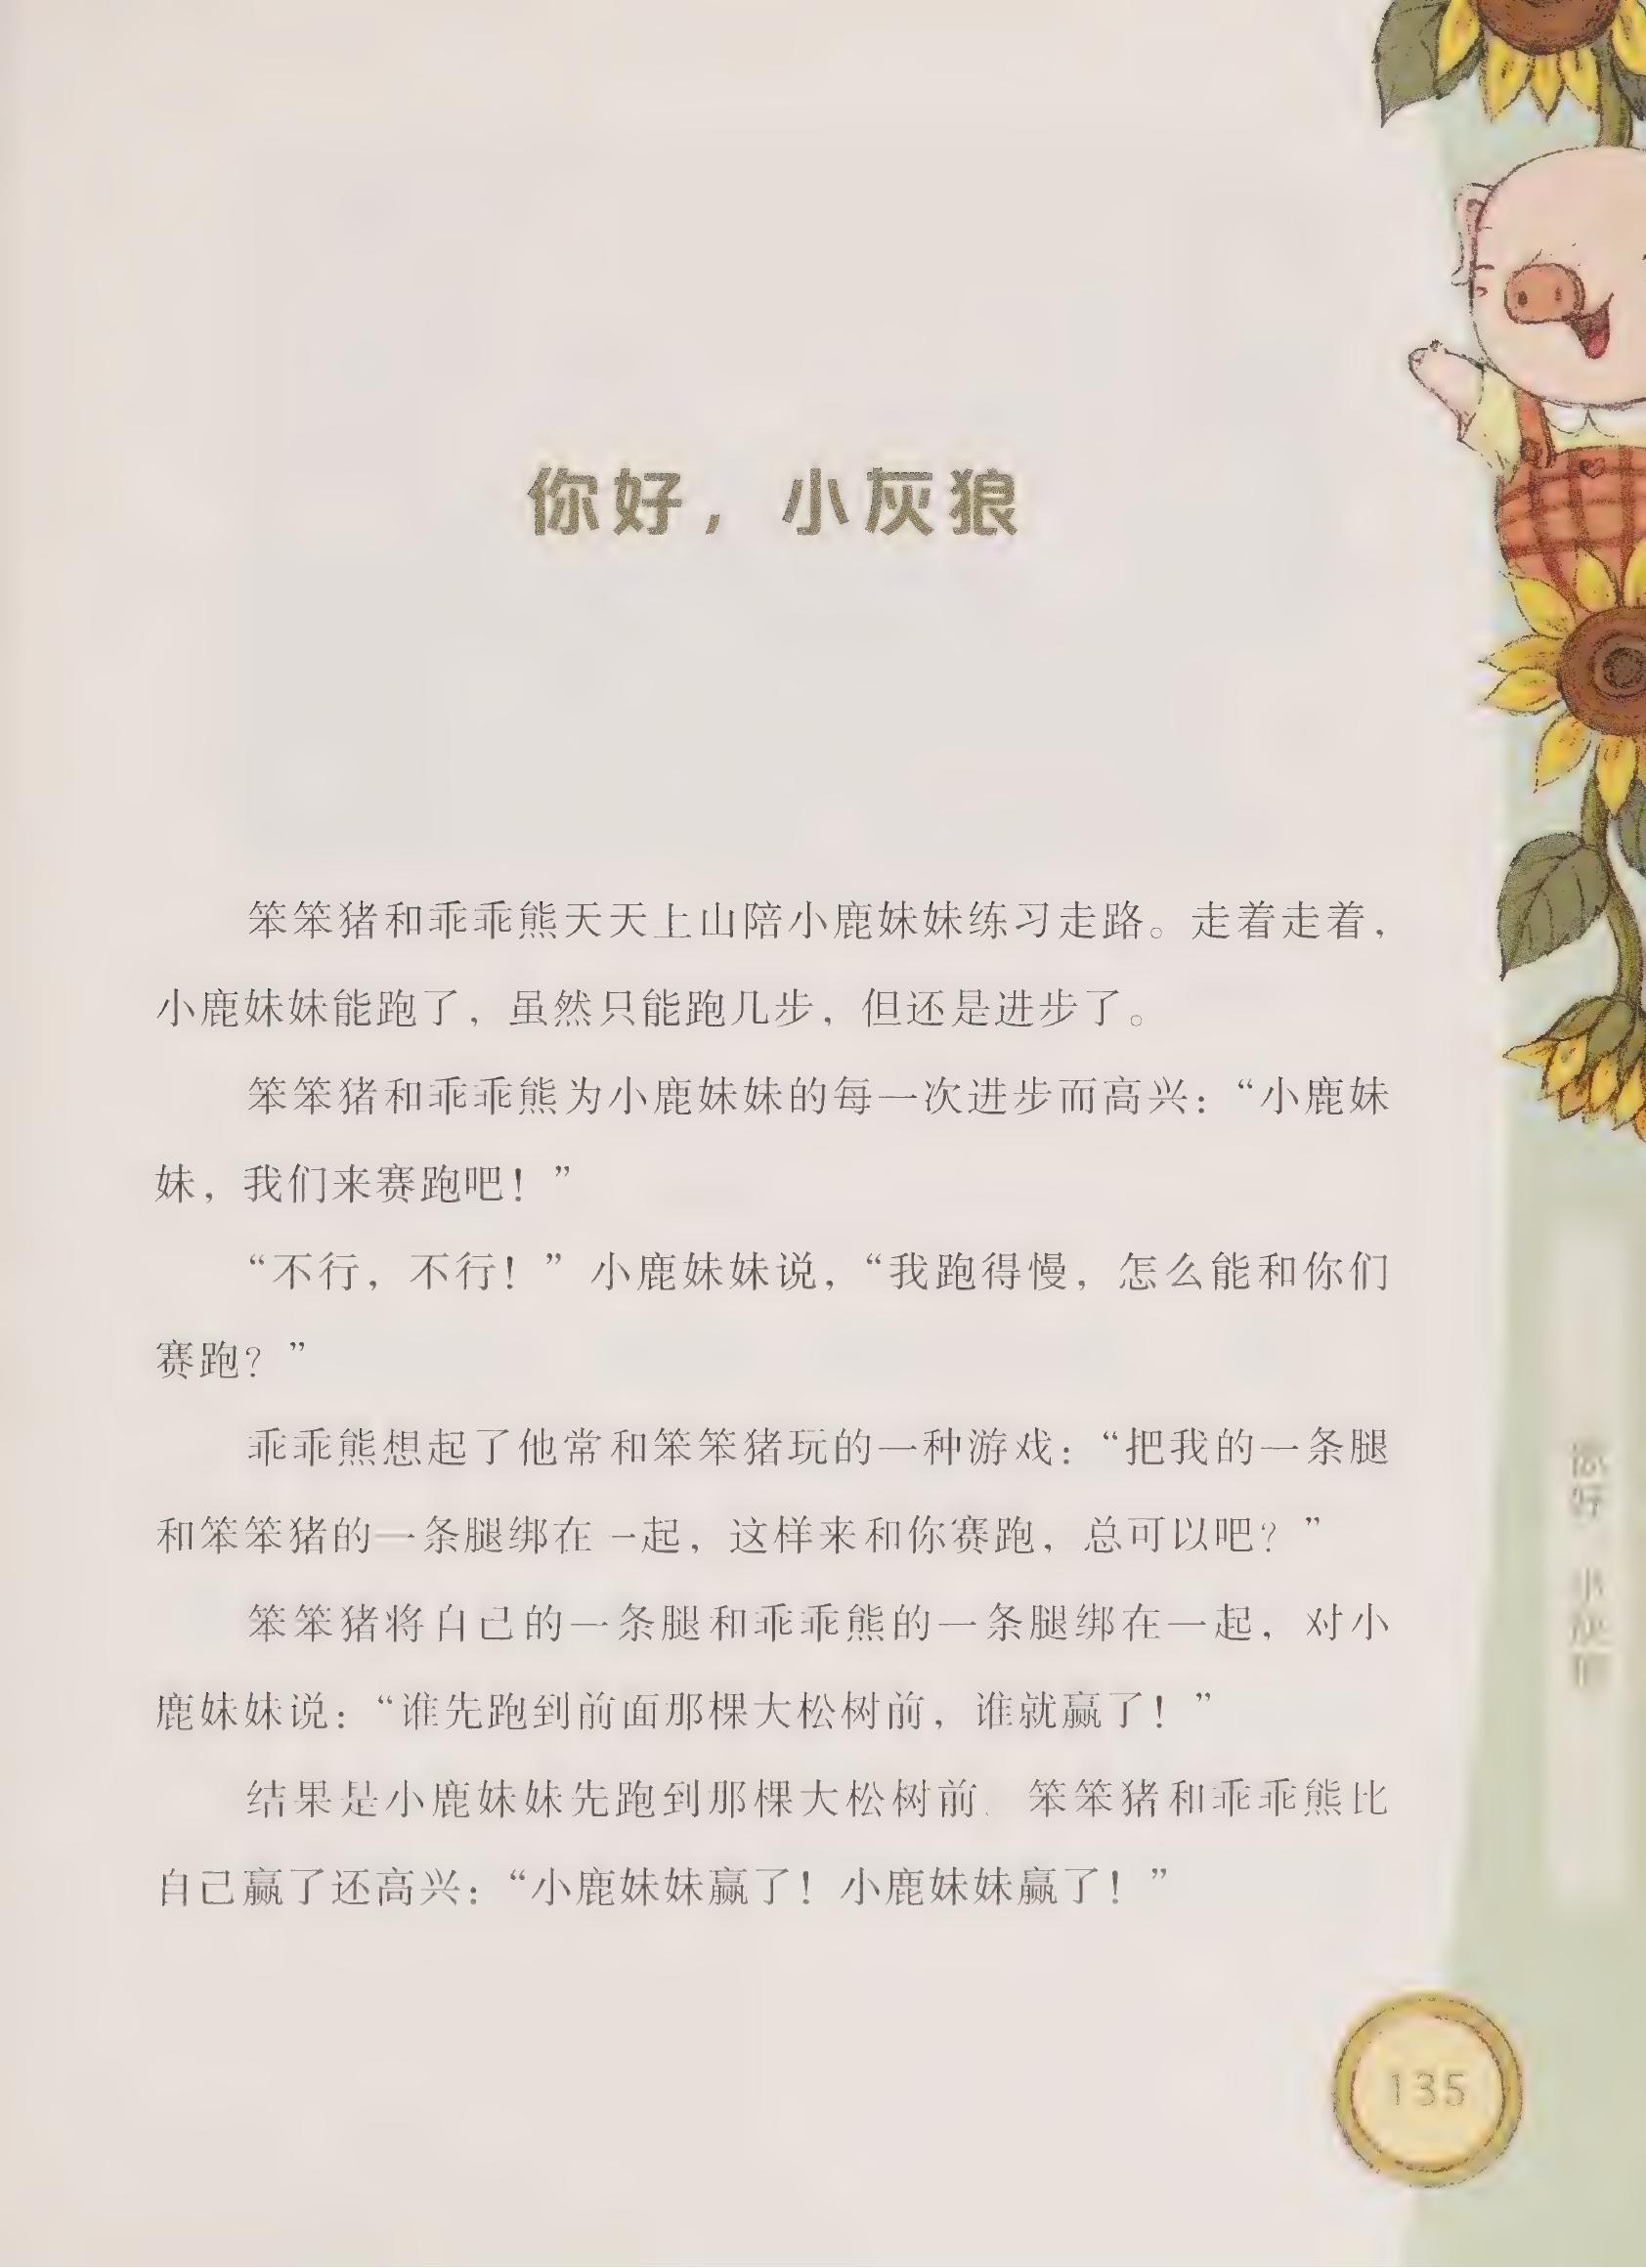 你好，小灰狼
笨笨猪和乖乖熊天天上山陪小鹿妹妹练习走路。走着走着，
小鹿妹妹能跑了，虽然只能跑几步，但还是进步了。
笨笨猪和乖乖熊为小鹿妹妹的每一次进步而高兴：“小鹿妹
妹，我们来赛跑吧！”
“不行，不行！”小鹿妹妹说，“我跑得慢，怎么能和你们
赛跑？”
乖乖熊想起了他常和笨笨猪玩的一种游戏：“把我的一条腿
和笨笨猪的一条腿绑在一起，这样来和你赛跑，总可以吧？”
笨笨猪将自己的一条腿和乖乖熊的一条腿绑在一起，对小
鹿妹妹说：“谁先跑到前面那棵大松树前，谁就赢了！”
结果是小鹿妹妹先跑到那棵大松树前. 笨笨猪和乖乖熊比
自己赢了还高兴：“小鹿妹妹赢了！小鹿妹妹赢了！”
135